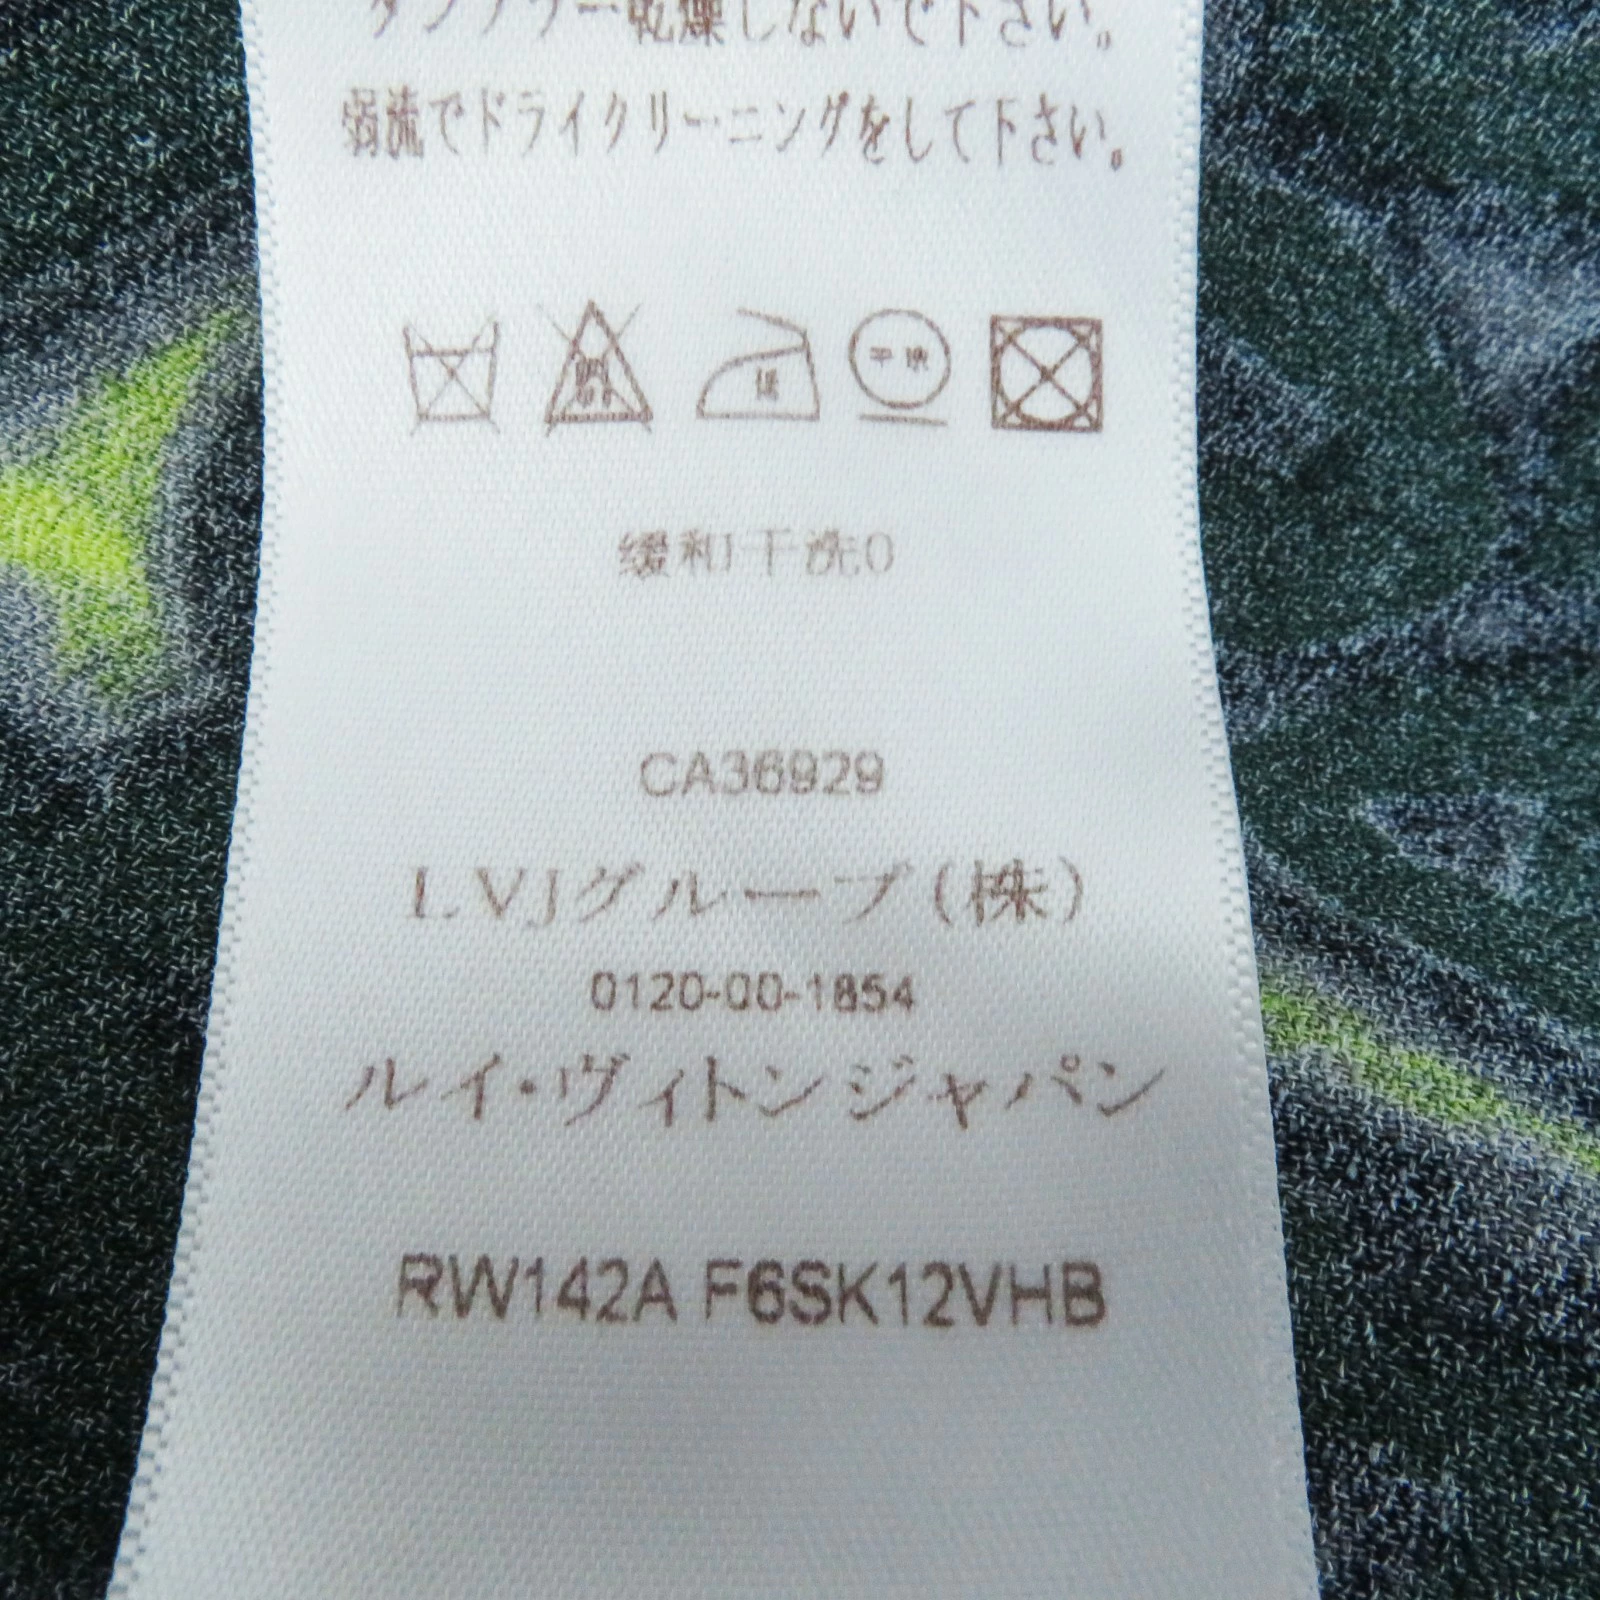 タンブラー乾燥しないで下さい。
弱流でドライクリーニングをして下さい。
干洗
缓和干洗0
CA36929
LVJグループ(株)
0120-00-1854
ルイ・ヴィトンジャパン
RW142A F6SK12VHB